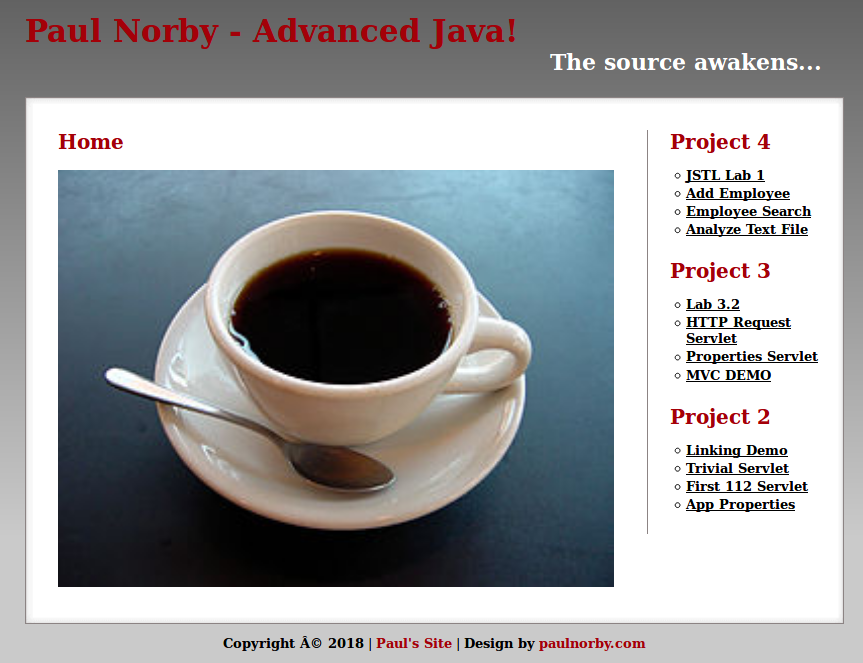 Paul Norby - Advanced Java!
The source awakens...
Home
Project 4
JSTL Lab 1
Add Employee
Employee Search
Analyze Text File
Project 3
Lab 3.2
HTTP Request
Servlet
Properties Servlet
MVC DEMO
Project 2
Linking Demo
Trivial Servlet
First 112 Servlet
App Properties
Copyright Â© 2018 | Paul's Site | Design by paulnorby.com